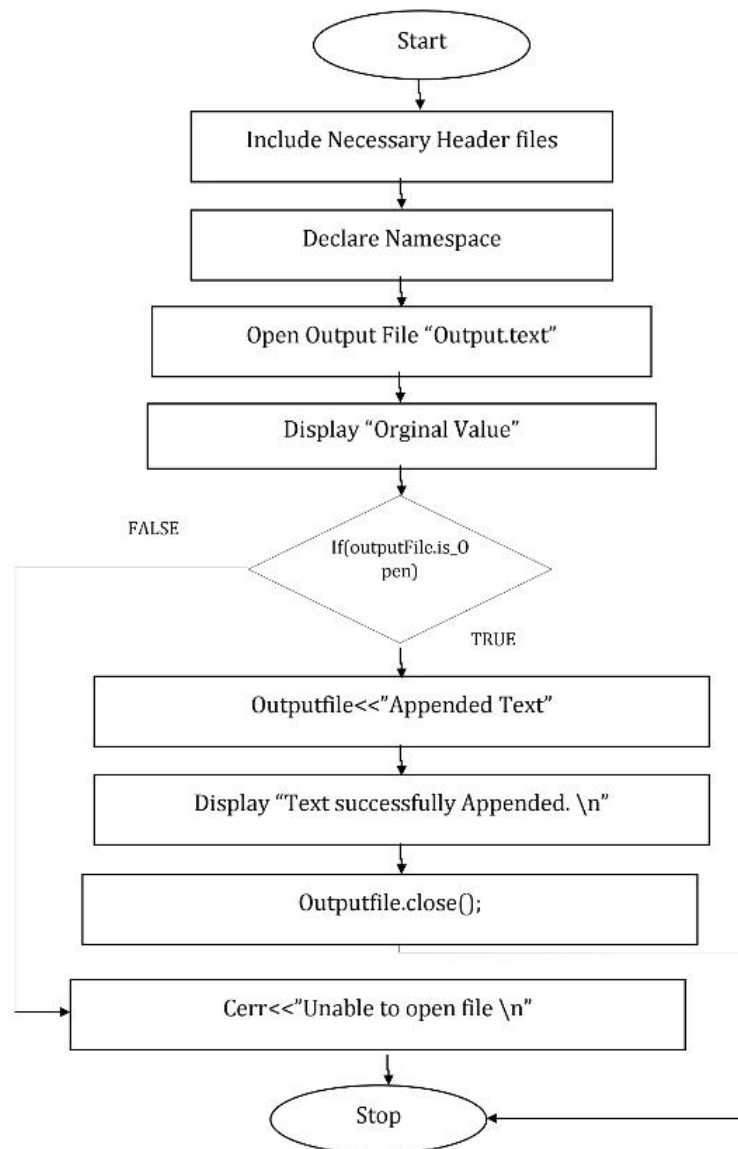 Start
Include Necessary Header files
Declare Namespace
Open Output File “Output.text”
Display “Orginal Value”
FALSE
If(outputFile.is_O
pen)
TRUE
Outputfile<<”Appended Text”
Display “Text successfully Appended. \n”
Outputfile.close();
Cerr<<”Unable to open file \n”
Stop